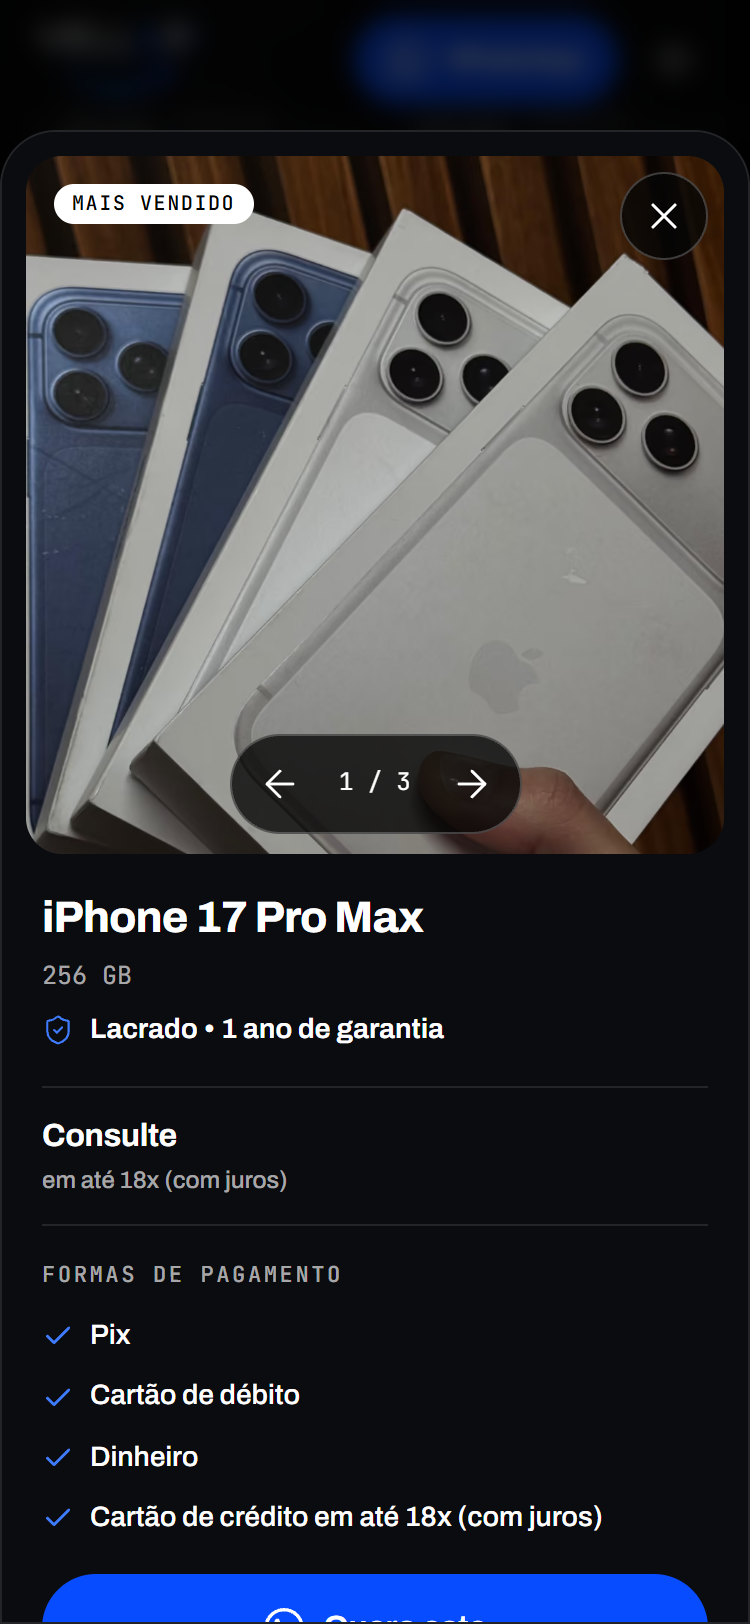 MAIS VENDIDO
1 / 3
iPhone 17 Pro Max
256 GB
Lacrado • 1 ano de garantia
Consulte
em até 18x (com juros)
FORMAS DE PAGAMENTO
Pix
Cartão de débito
Dinheiro
Cartão de crédito em até 18x (com juros)